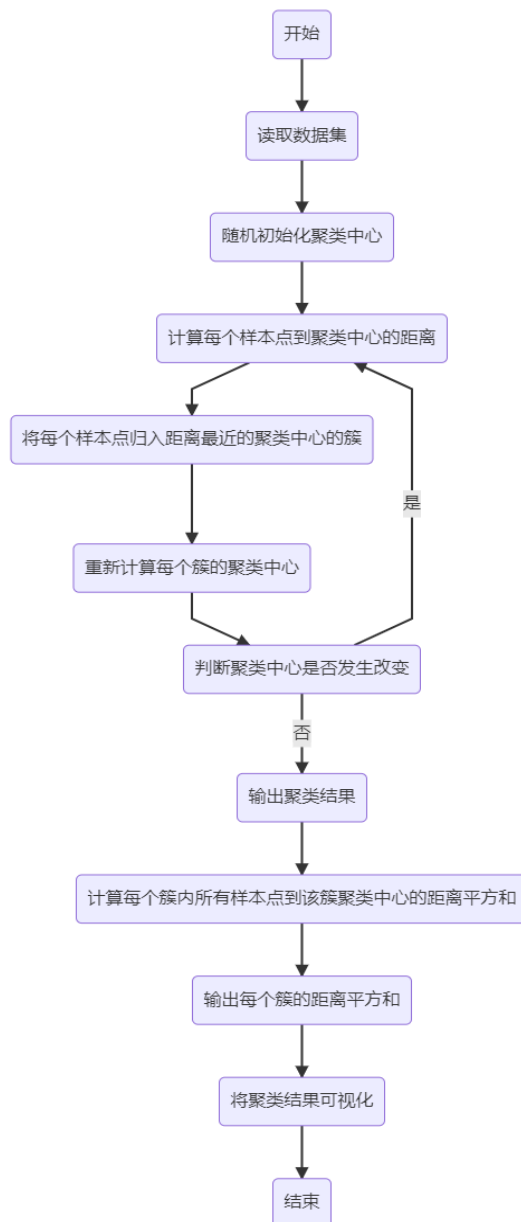 开始
读取数据集
随机初始化聚类中心
计算每个样本点到聚类中心的距离
将每个样本点归入距离最近的聚类中心的簇
是
重新计算每个簇的聚类中心
判断聚类中心是否发生改变
否
输出聚类结果
计算每个簇内所有样本点到该簇聚类中心的距离平方和
输出每个簇的距离平方和
将聚类结果可视化
结束